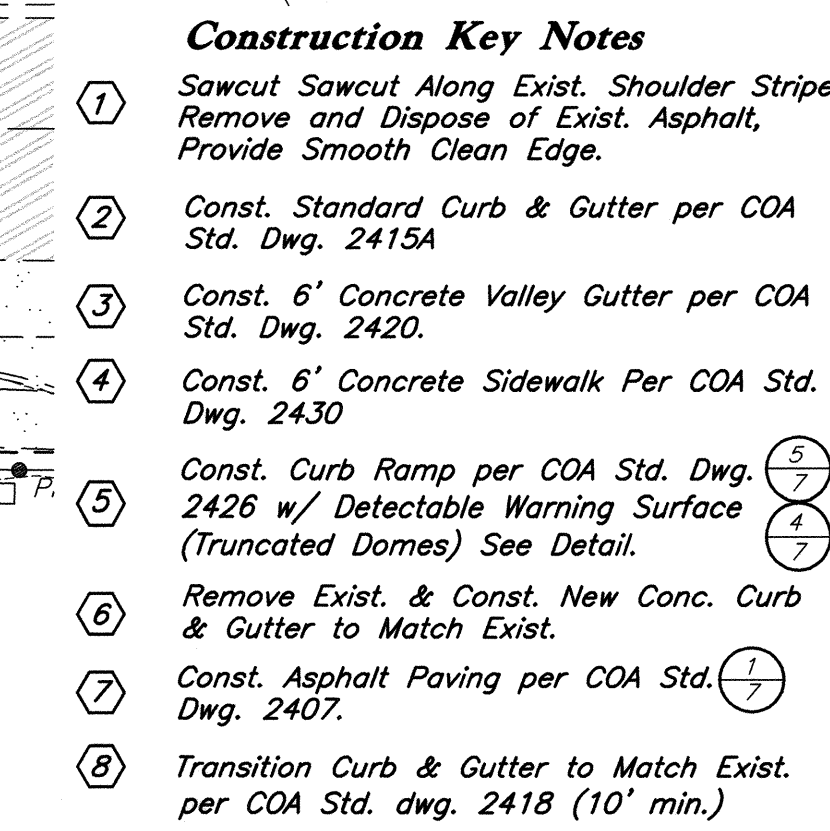 Construction Key Notes
1 Sawcut Sawcut Along Exist. Shoulder Stripe
Remove and Dispose of Exist. Asphalt,
Provide Smooth Clean Edge.
2 Const. Standard Curb & Gutter per COA
Std. Dwg. 2415A
3 Const. 6' Concrete Valley Gutter per COA
Std. Dwg. 2420.
4 Const. 6' Concrete Sidewalk Per COA Std.
Dwg. 2430
5 Const. Curb Ramp per COA Std. Dwg. 5/7
2426 w/ Detectable Warning Surface
(Truncated Domes) See Detail. 4/7
6 Remove Exist. & Const. New Conc. Curb
& Gutter to Match Exist.
7 Const. Asphalt Paving per COA Std. 1/7
Dwg. 2407.
8 Transition Curb & Gutter to Match Exist.
per COA Std. dwg. 2418 (10' min.)